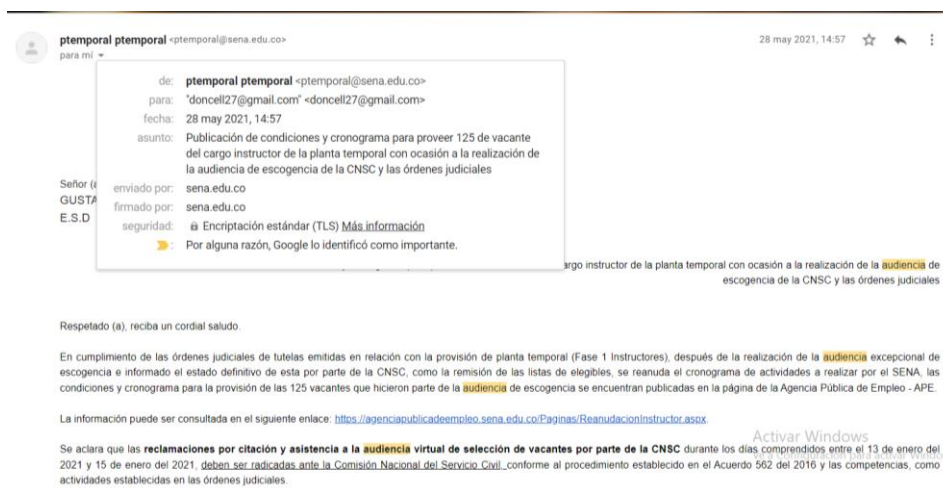 ptemporal ptemporal <ptemporal@sena.edu.co>
28 may 2021, 14:57
para mí
de: ptemporal ptemporal <ptemporal@sena.edu.co>
para: "doncell27@gmail.com" <doncell27@gmail.com>
fecha: 28 may 2021, 14:57
asunto: Publicación de condiciones y cronograma para proveer 125 de vacante
del cargo instructor de la planta temporal con ocasión a la realización de
la audiencia de escogencia de la CNSC y las órdenes judiciales
enviado por: sena.edu.co
firmado por: sena.edu.co
seguridad: Encriptación estándar (TLS) Más información
: Por alguna razón, Google lo identificó como importante.
Señor (
GUSTA
E.S.D
argo instructor de la planta temporal con ocasión a la realización de la audiencia de
escogencia de la CNSC y las órdenes judiciales
Respetado (a), reciba un cordial saludo.
En cumplimiento de las órdenes judiciales de tutelas emitidas en relación con la provisión de planta temporal (Fase 1 Instructores), después de la realización de la audiencia excepcional de
escogencia e informado el estado definitivo de esta por parte de la CNSC, como la remisión de las listas de elegibles, se reanuda el cronograma de actividades a realizar por el SENA, las
condiciones y cronograma para la provisión de las 125 vacantes que hicieron parte de la audiencia de escogencia se encuentran publicadas en la página de la Agencia Pública de Empleo - APE.
La información puede ser consultada en el siguiente enlace: https://agenciapublicadeempleo.sena.edu.co/Paginas/ReanudacionInstructor.aspx.
Se aclara que las reclamaciones por citación y asistencia a la audiencia virtual de selección de vacantes por parte de la CNSC durante los días comprendidos entre el 13 de enero del
2021 y 15 de enero del 2021, deben ser radicadas ante la Comisión Nacional del Servicio Civil, conforme al procedimiento establecido en el Acuerdo 562 del 2016 y las competencias, como
actividades establecidas en las órdenes judiciales.
Activar Windows